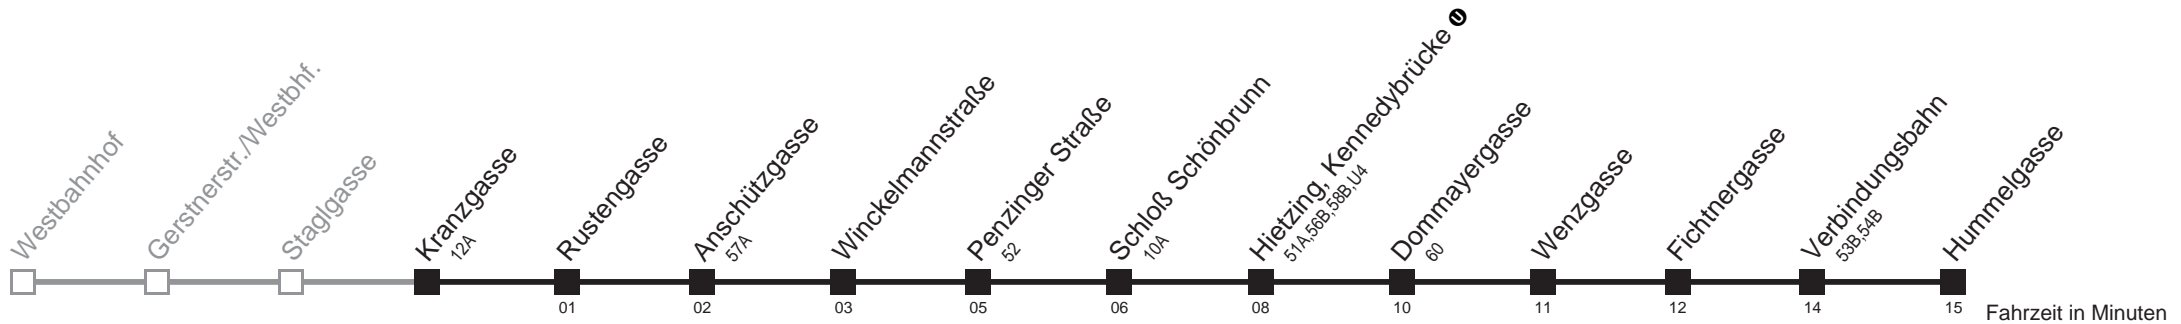 Westbahnhof
Gerstnerstr./Westbhf.
Staglgasse
Kranzgasse
12A
Rustengasse
Anschützgasse
57A
Winckelmannstraße
Penzinger Straße
52
Schloß Schönbrunn
10A
Hietzing, Kennedybrücke U
51A,56B,58B,U4
Dommayergasse
60
Wenzgasse
Fichtnergasse
Verbindungsbahn
53B,54B
Hummelgasse
01 02 03 05 06 08 10 11 12 14 15 Fahrzeit in Minuten